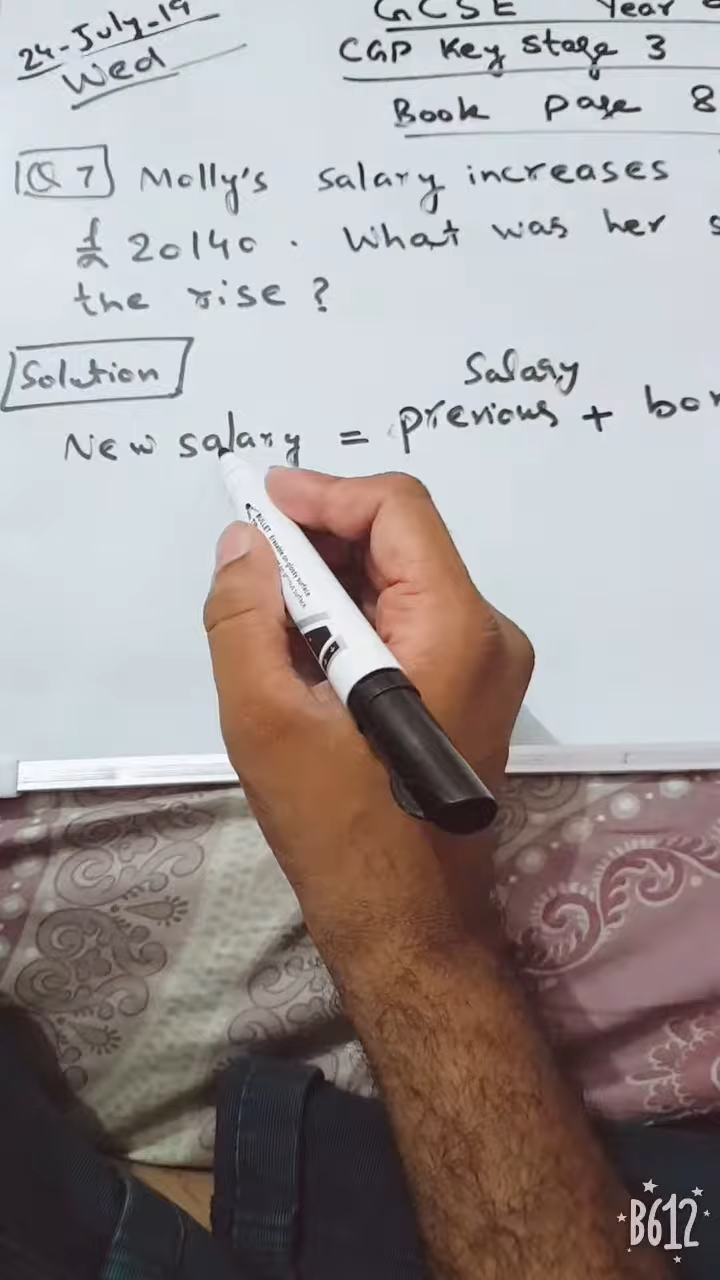 24-July-19
Wed
GCSE Year
CGP Key Stage 3
Book page 8
Q 7 Molly's salary increases
£ 20140. What was her
the rise?
Solution
Salary
New salary = previous +
BULLET
B612